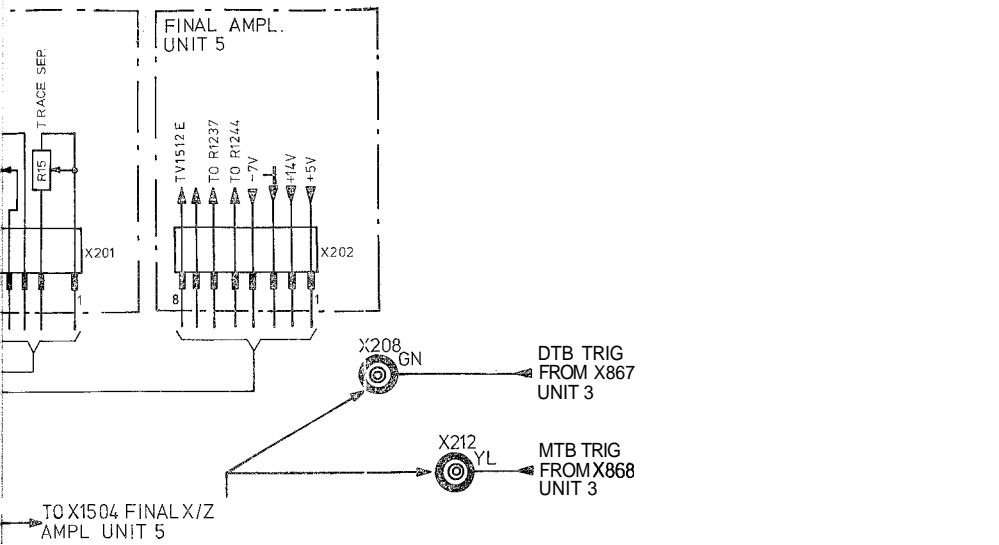 FINAL AMPL.
UNIT 5
TRACE SEP.
R15
TV1512 E
TO R1237
TO R1244
-7V
+14V
+5V
X201
X202
1
8
1
X208
GN
DTB TRIG
FROM X867
UNIT 3
X212
YL
MTB TRIG
FROM X868
UNIT 3
TO X1504 FINAL X/Z
AMPL UNIT 5